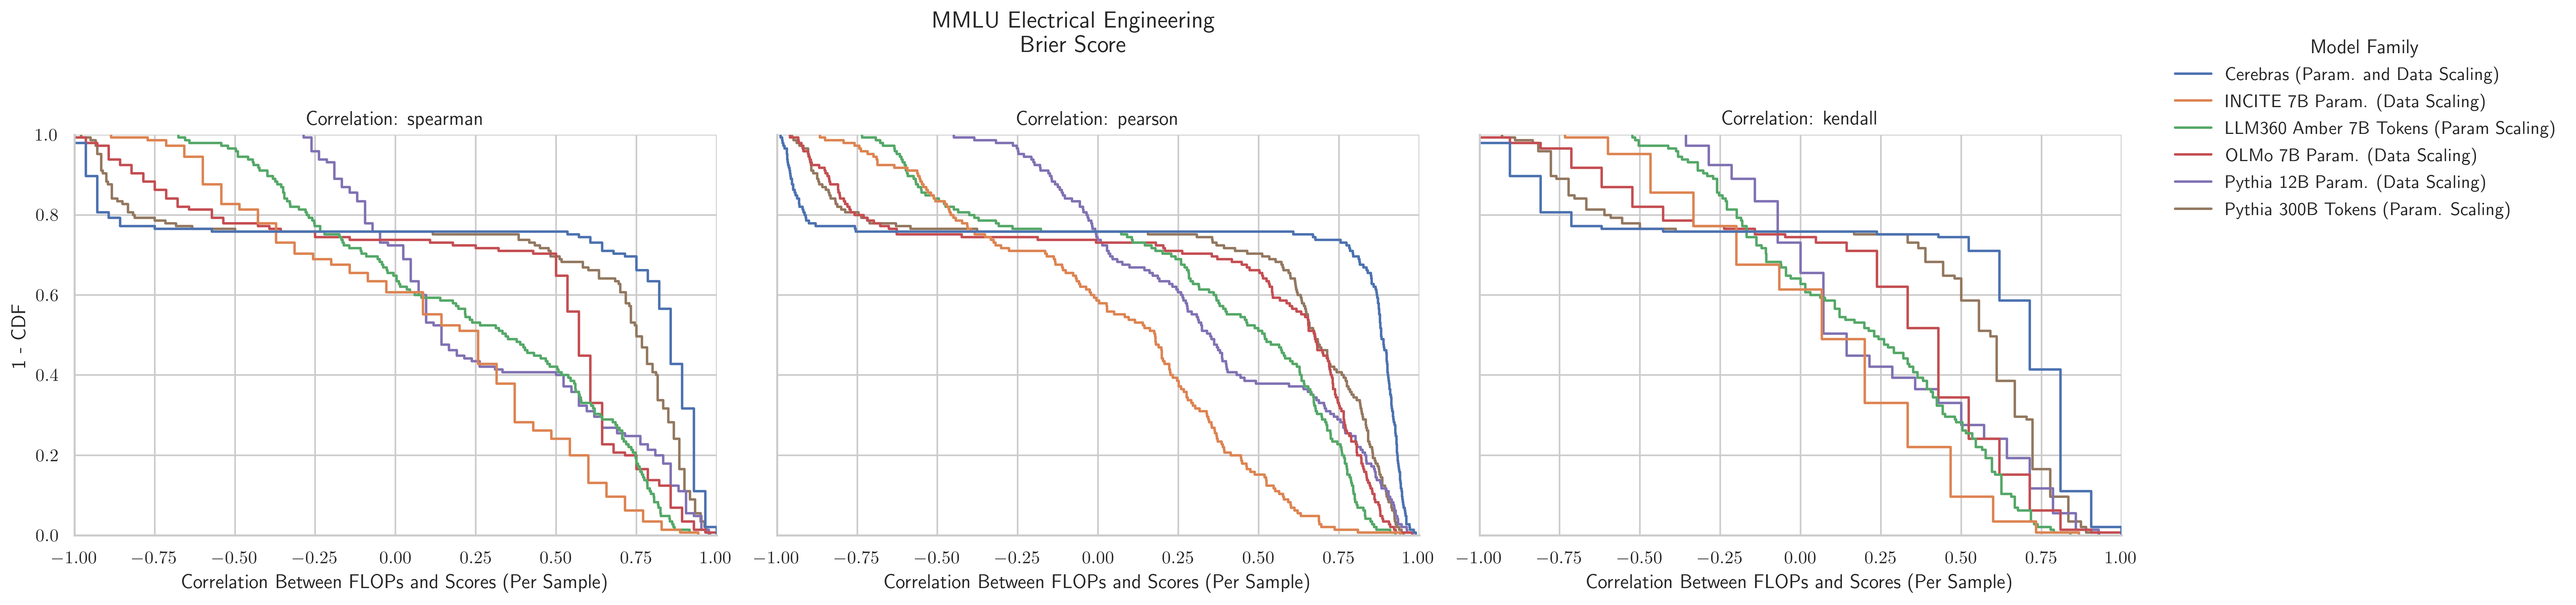 MMLU Electrical Engineering
Brier Score
Model Family
Cerebras (Param. and Data Scaling)
INCITE 7B Param. (Data Scaling)
LLM360 Amber 7B Tokens (Param Scaling)
OLMo 7B Param. (Data Scaling)
Pythia 12B Param. (Data Scaling)
Pythia 300B Tokens (Param. Scaling)
Correlation: spearman
1 - CDF
1.0
0.8
0.6
0.4
0.2
0.0
−1.00 −0.75 −0.50 −0.25 0.00 0.25 0.50 0.75 1.00
Correlation Between FLOPs and Scores (Per Sample)
Correlation: pearson
−1.00 −0.75 −0.50 −0.25 0.00 0.25 0.50 0.75 1.00
Correlation Between FLOPs and Scores (Per Sample)
Correlation: kendall
−1.00 −0.75 −0.50 −0.25 0.00 0.25 0.50 0.75 1.00
Correlation Between FLOPs and Scores (Per Sample)